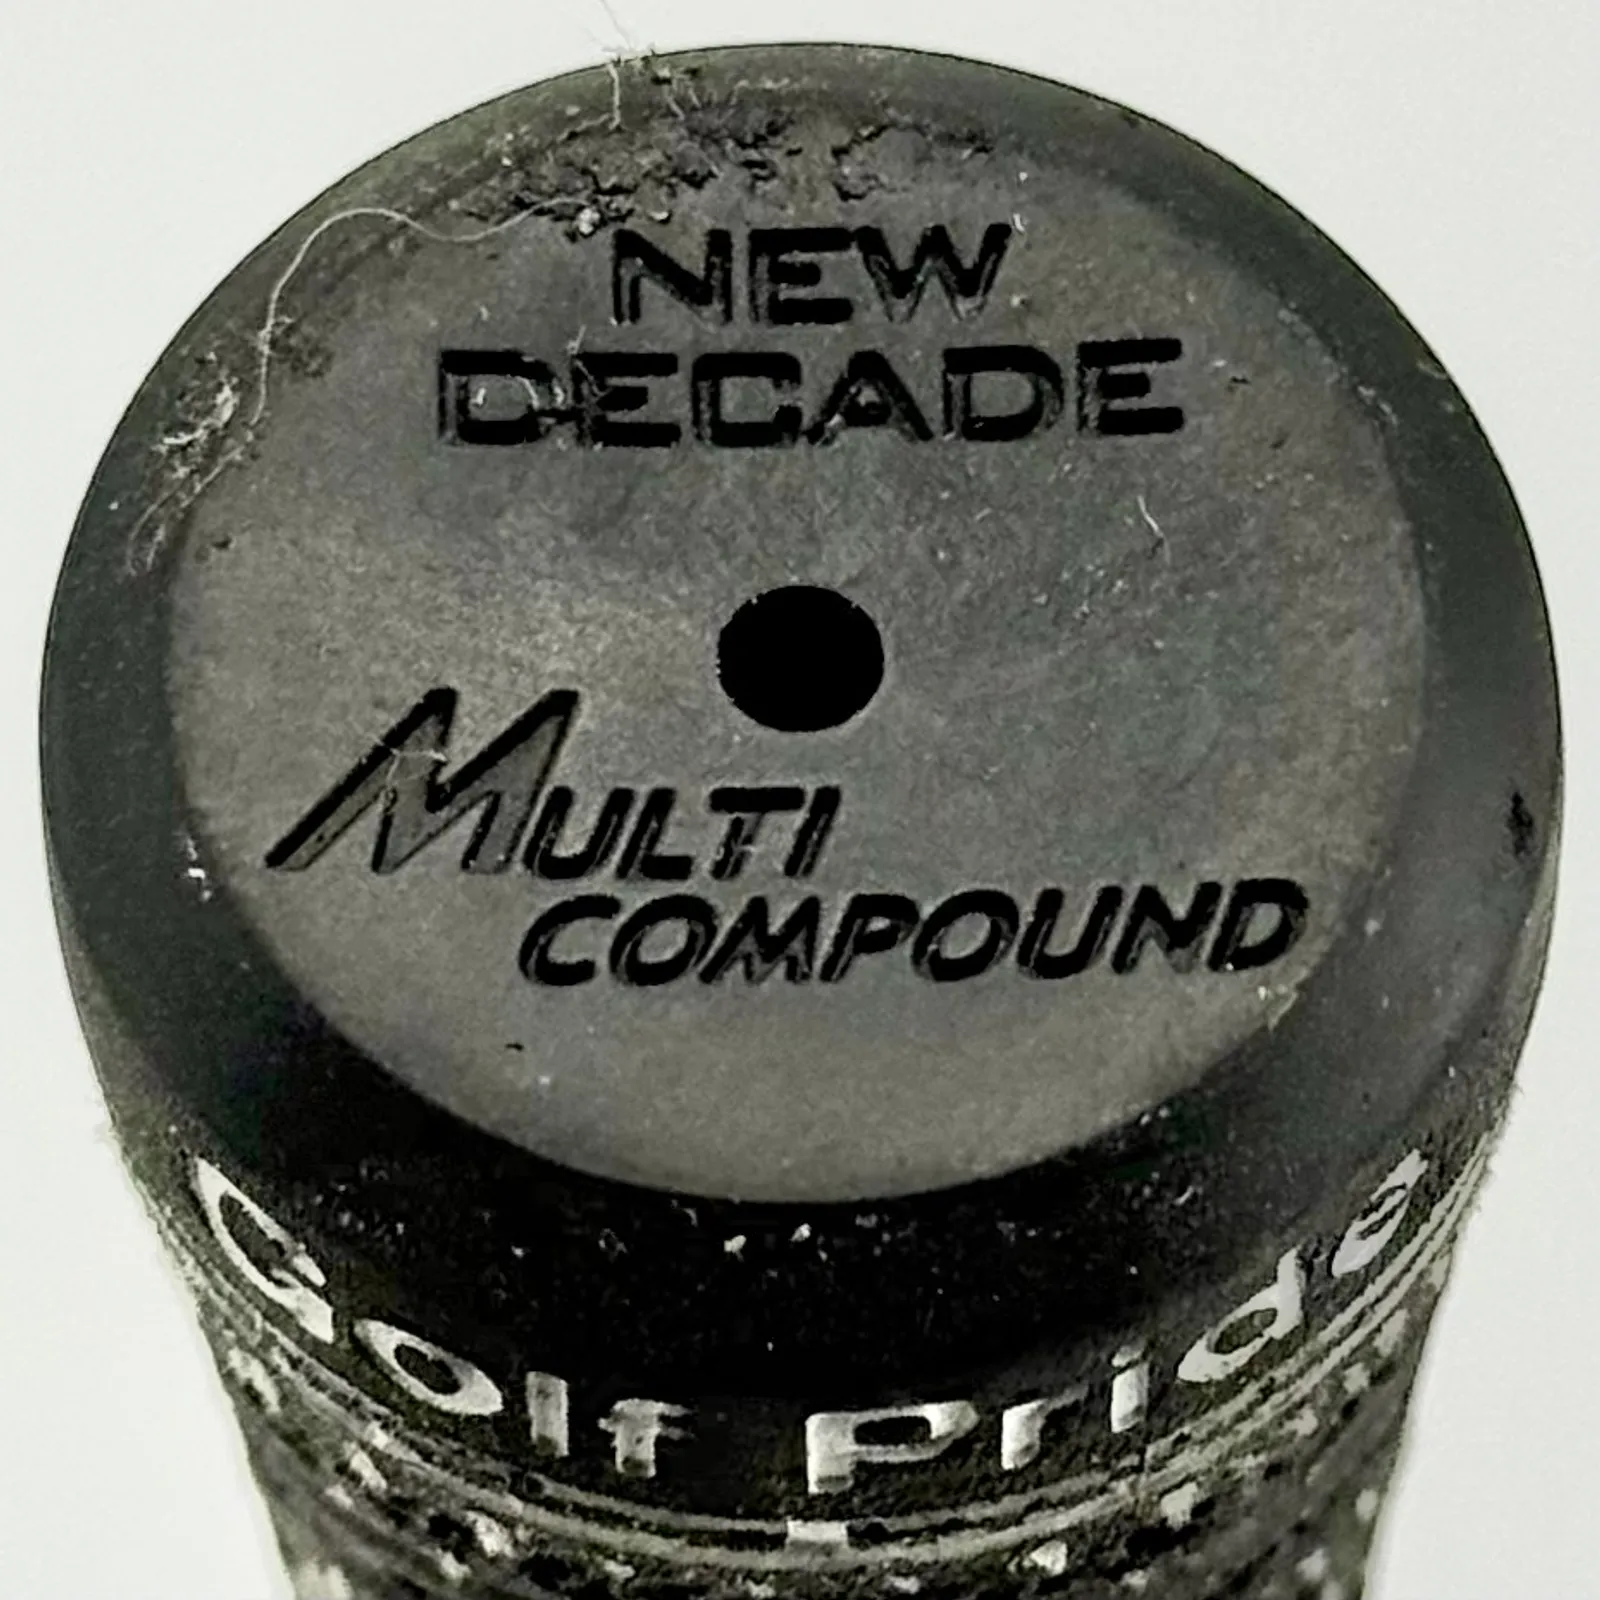 NEW
DECADE
MULTI
COMPOUND
Golf Pride